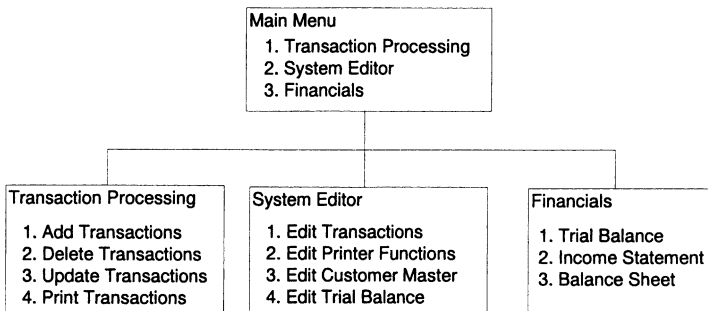 Main Menu
1. Transaction Processing
2. System Editor
3. Financials
Transaction Processing
1. Add Transactions
2. Delete Transactions
3. Update Transactions
4. Print Transactions
System Editor
1. Edit Transactions
2. Edit Printer Functions
3. Edit Customer Master
4. Edit Trial Balance
Financials
1. Trial Balance
2. Income Statement
3. Balance Sheet